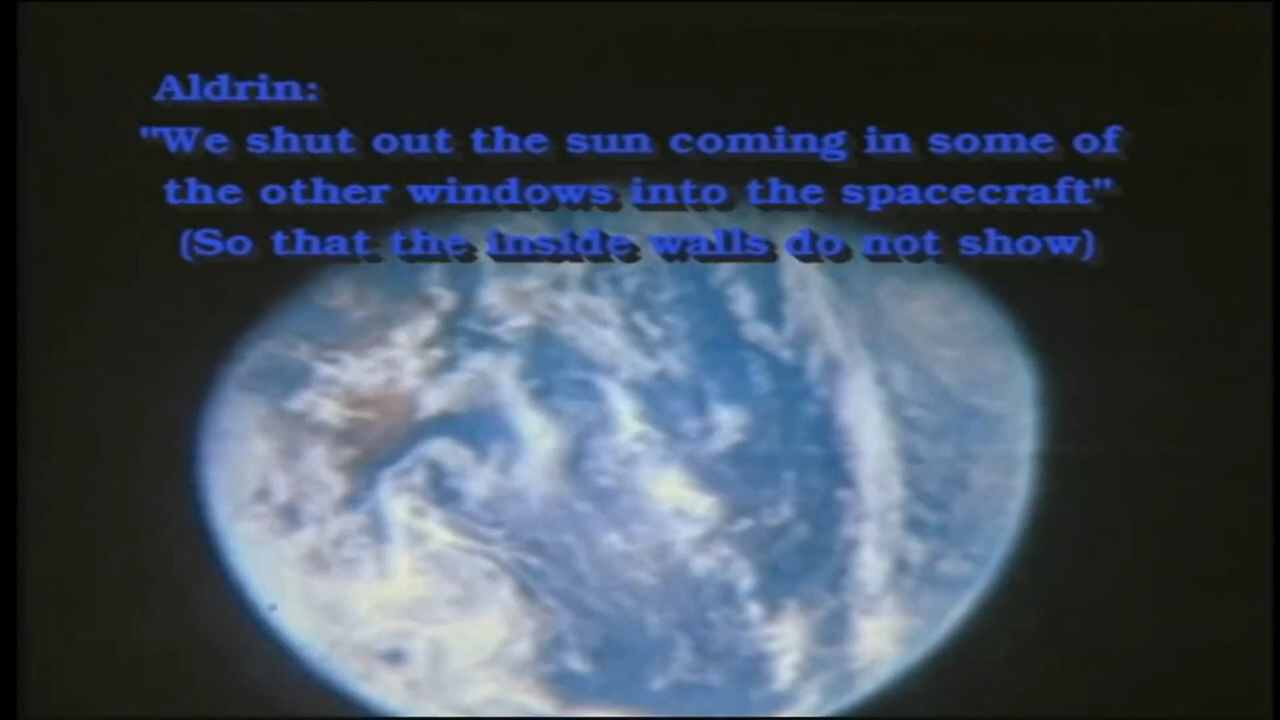 Aldrin:
"We shut out the sun coming in some of
the other windows into the spacecraft"
(So that the inside walls do not show)